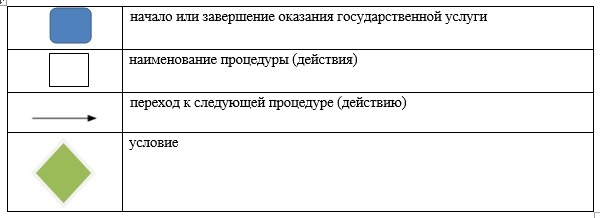 начало или завершение оказания государственной услуги
наименование процедуры (действия)
переход к следующей процедуре (действию)
условие